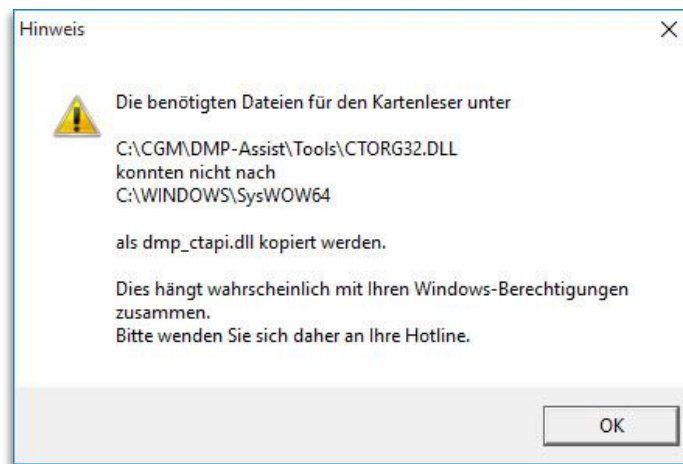 Hinweis
Die benötigten Dateien für den Kartenleser unter
C:\CGM\DMP-Assist\Tools\CTORG32.DLL
konnten nicht nach
C:\WINDOWS\SysWOW64
als dmp_ctapi.dll kopiert werden.
Dies hängt wahrscheinlich mit Ihren Windows-Berechtigungen
zusammen.
Bitte wenden Sie sich daher an Ihre Hotline.
OK